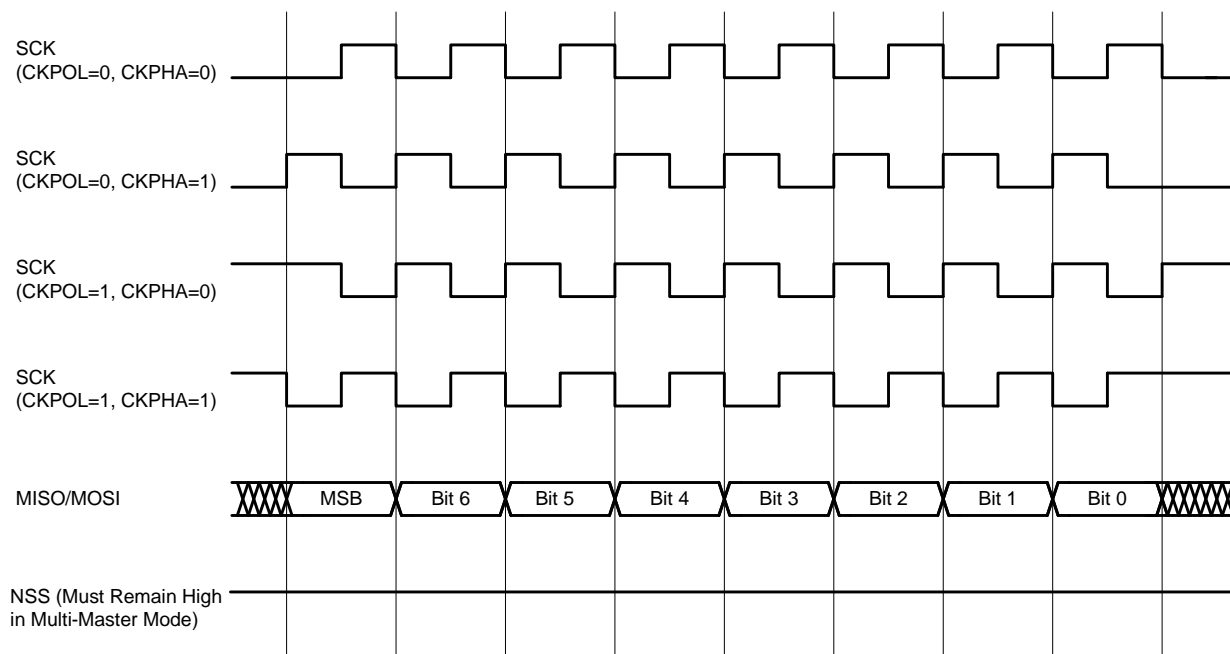 SCK
(CKPOL=0, CKPHA=0)
SCK
(CKPOL=0, CKPHA=1)
SCK
(CKPOL=1, CKPHA=0)
SCK
(CKPOL=1, CKPHA=1)
MISO/MOSI
MSB
Bit 6
Bit 5
Bit 4
Bit 3
Bit 2
Bit 1
Bit 0
NSS (Must Remain High
in Multi-Master Mode)